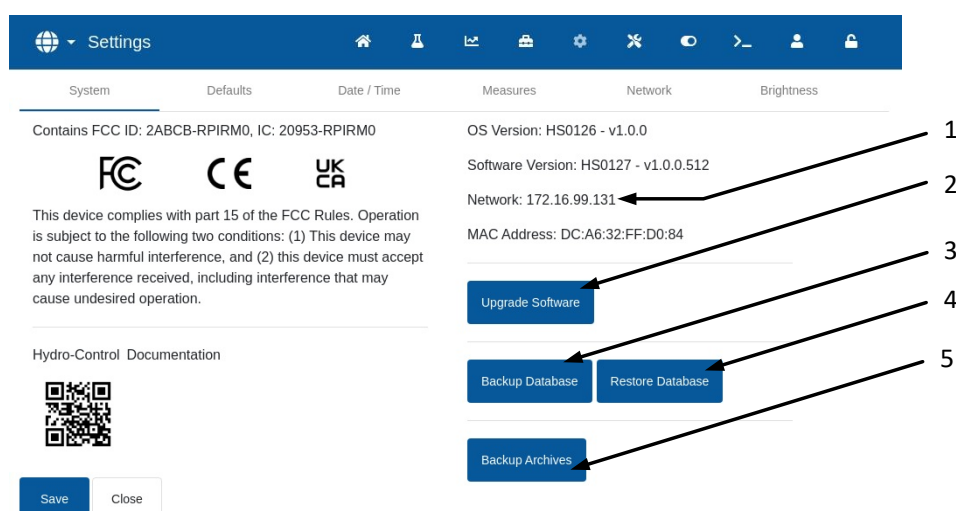 Settings
System Defaults Date / Time Measures Network Brightness
Contains FCC ID: 2ABCB-RPIRM0, IC: 20953-RPIRM0
FC CE UK
CA
This device complies with part 15 of the FCC Rules. Operation
is subject to the following two conditions: (1) This device may
not cause harmful interference, and (2) this device must accept
any interference received, including interference that may
cause undesired operation.
Hydro-Control Documentation
Save Close
OS Version: HS0126 - v1.0.0
Software Version: HS0127 - v1.0.0.512
Network: 172.16.99.131
MAC Address: DC:A6:32:FF:D0:84
Upgrade Software
Backup Database Restore Database
Backup Archives
1
2
3
4
5